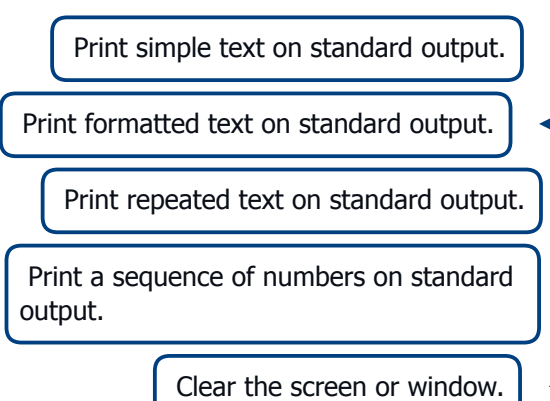 Print simple text on standard output.
Print formatted text on standard output.
Print repeated text on standard output.
Print a sequence of numbers on standard
output.
Clear the screen or window.